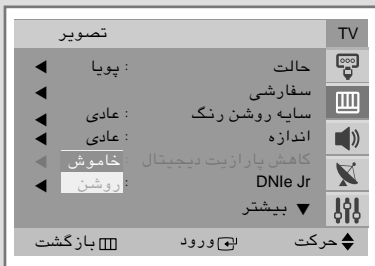 TV تصویر
حالت : پویا ◀
سفارشی ◀
سایه روشن رنگ : عادی ◀
اندازه : عادی ◀
کاهش پارازیت دیجیتال : خاموش ◀
DNIe Jr : روشن ◀
▼ بیشتر
حرکت ورود بازگشت